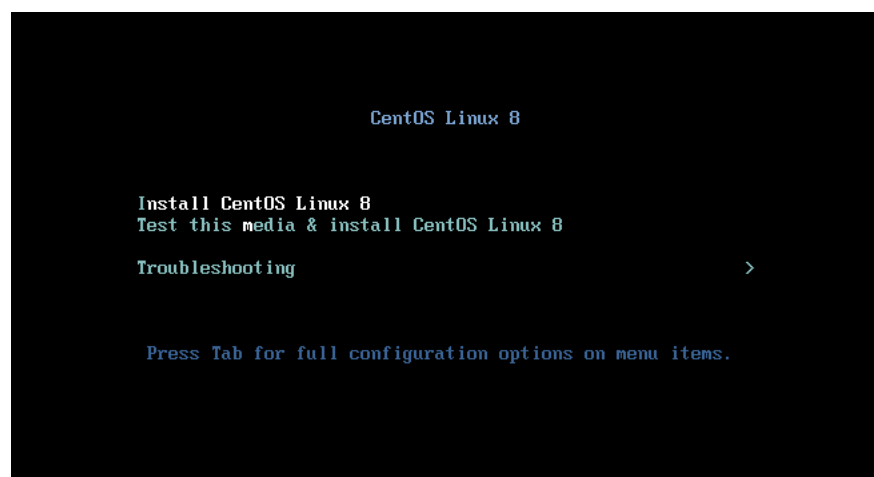 CentOS Linux 8
Install CentOS Linux 8
Test this media & install CentOS Linux 8
Troubleshooting >
Press Tab for full configuration options on menu items.